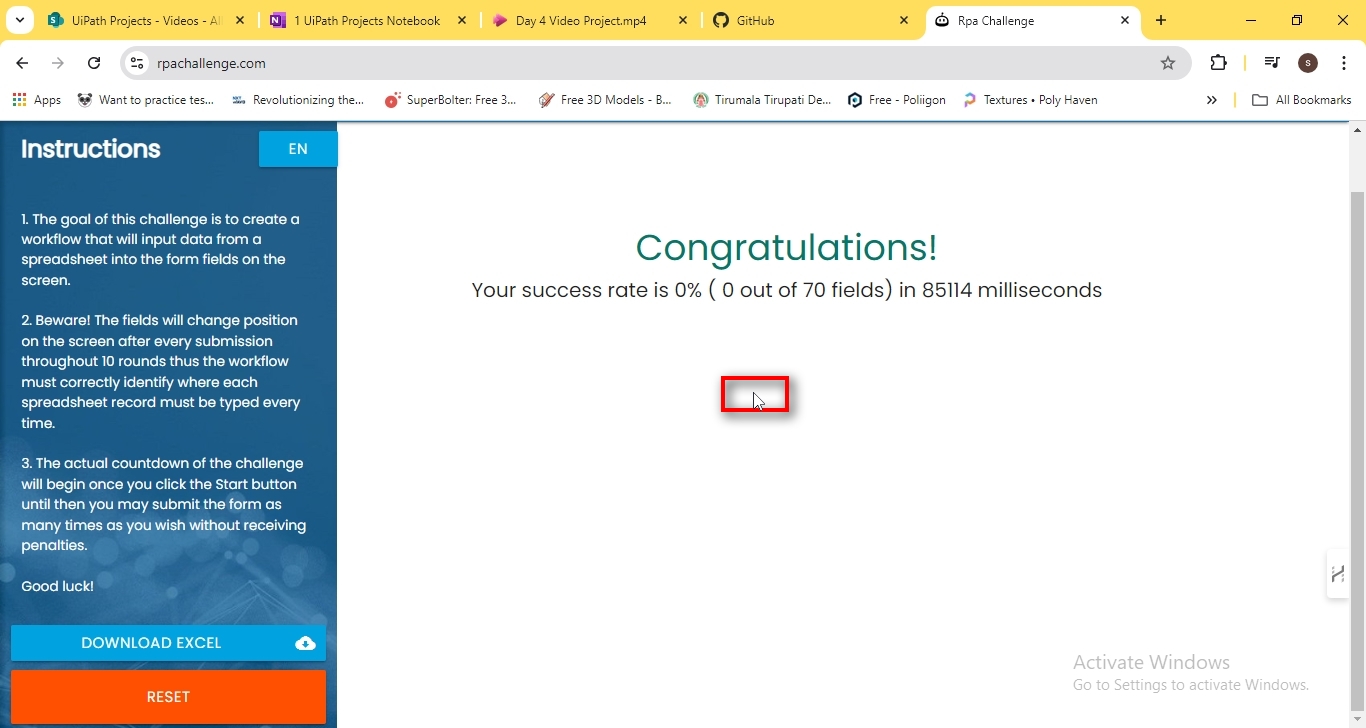 UiPath Projects - Videos - Al
1 UiPath Projects Notebook
Day 4 Video Project.mp4
GitHub
Rpa Challenge
rpachallenge.com
S
Apps
Want to practice tes...
Revolutionizing the...
SuperBolter: Free 3...
Free 3D Models - B...
Tirumala Tirupati De...
Free - Poliigon
Textures • Poly Haven
All Bookmarks
Instructions
EN
1. The goal of this challenge is to create a
workflow that will input data from a
spreadsheet into the form fields on the
screen.
2. Beware! The fields will change position
on the screen after every submission
throughout 10 rounds thus the workflow
must correctly identify where each
spreadsheet record must be typed every
time.
3. The actual countdown of the challenge
will begin once you click the Start button
until then you may submit the form as
many times as you wish without receiving
penalties.
Good luck!
DOWNLOAD EXCEL
RESET
Congratulations!
Your success rate is 0% ( 0 out of 70 fields) in 85114 milliseconds
Activate Windows
Go to Settings to activate Windows.